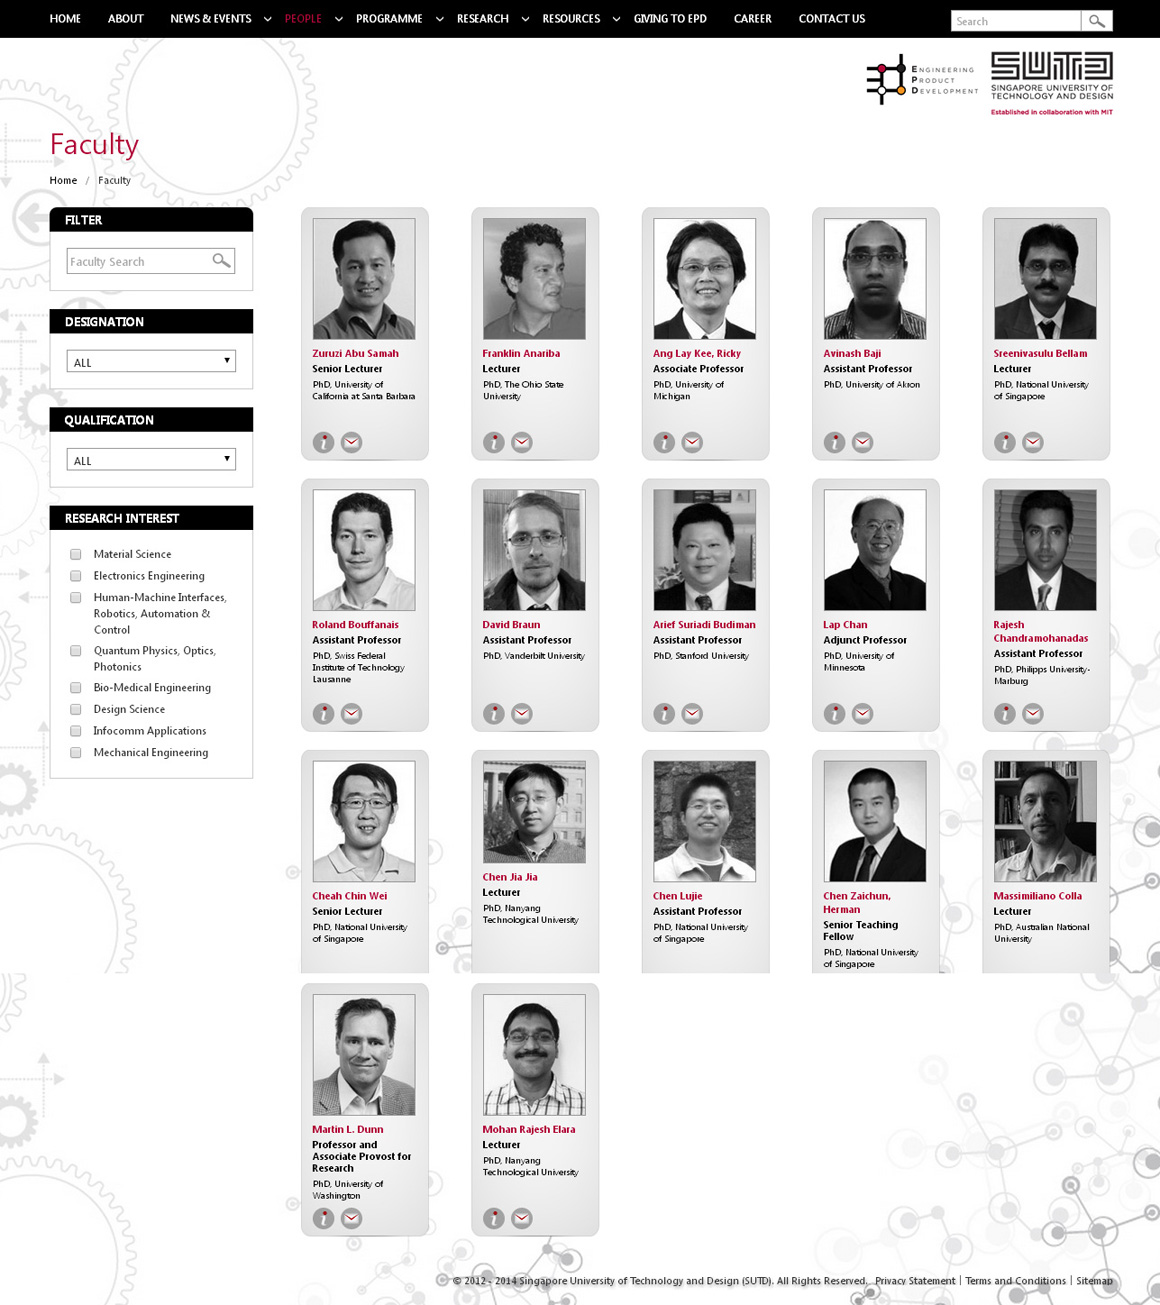 HOME ABOUT NEWS & EVENTS PEOPLE PROGRAMME RESEARCH RESOURCES GIVING TO EPD CAREER CONTACT US Search
ENGINEERING
PRODUCT
DEVELOPMENT
SUTD
SINGAPORE UNIVERSITY OF
TECHNOLOGY AND DESIGN
Established in collaboration with MIT
Faculty
Home / Faculty
FILTER
Faculty Search
DESIGNATION
ALL
QUALIFICATION
ALL
RESEARCH INTEREST
Material Science
Electronics Engineering
Human-Machine Interfaces,
Robotics, Automation &
Control
Quantum Physics, Optics,
Photonics
Bio-Medical Engineering
Design Science
Infocomm Applications
Mechanical Engineering
Zuruzi Abu Samah
Senior Lecturer
PhD, University of
California at Santa Barbara
Franklin Anariba
Lecturer
PhD, The Ohio State
University
Ang Lay Kee, Ricky
Associate Professor
PhD, University of
Michigan
Avinash Baji
Assistant Professor
PhD, University of Akron
Sreenivasulu Bellam
Lecturer
PhD, National University
of Singapore
Roland Bouffanais
Assistant Professor
PhD, Swiss Federal
Institute of Technology
Lausanne
David Braun
Assistant Professor
PhD, Vanderbilt University
Arief Suriadi Budiman
Assistant Professor
PhD, Stanford University
Lap Chan
Adjunct Professor
PhD, University of
Minnesota
Rajesh
Chandramohanadas
Assistant Professor
PhD, Philipps University-
Marburg
Cheah Chin Wei
Senior Lecturer
PhD, National University
of Singapore
Chen Jia Jia
Lecturer
PhD, Nanyang
Technological University
Chen Lujie
Assistant Professor
PhD, National University
of Singapore
Chen Zaichun,
Herman
Senior Teaching
Fellow
PhD, National University
of Singapore
Massimiliano Colla
Lecturer
PhD, Australian National
University
Martin L. Dunn
Professor and
Associate Provost for
Research
PhD, University of
Washington
Mohan Rajesh Elara
Lecturer
PhD, Nanyang
Technological University
© 2012 - 2014 Singapore University of Technology and Design (SUTD). All Rights Reserved. Privacy Statement | Terms and Conditions | Sitemap